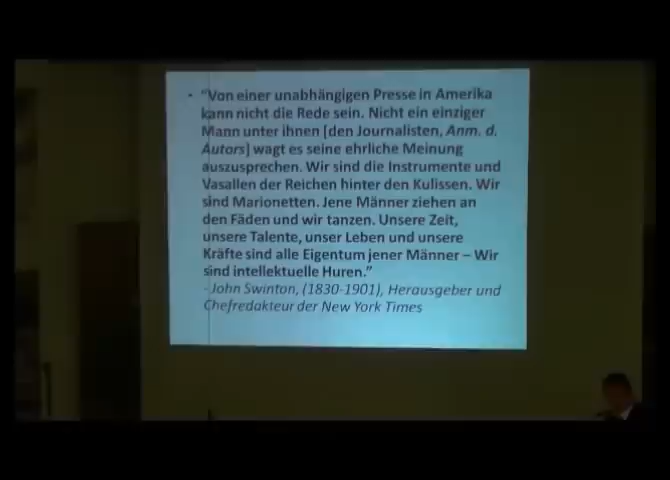 • "Von einer unabhängigen Presse in Amerika
kann nicht die Rede sein. Nicht ein einziger
Mann unter ihnen [den Journalisten, Anm. d.
Autors] wagt es seine ehrliche Meinung
auszusprechen. Wir sind die Instrumente und
Vasallen der Reichen hinter den Kulissen. Wir
sind Marionetten. Jene Männer ziehen an
den Fäden und wir tanzen. Unsere Zeit,
unsere Talente, unser Leben und unsere
Kräfte sind alle Eigentum jener Männer – Wir
sind intellektuelle Huren."
- John Swinton, (1830-1901), Herausgeber und
Chefredakteur der New York Times